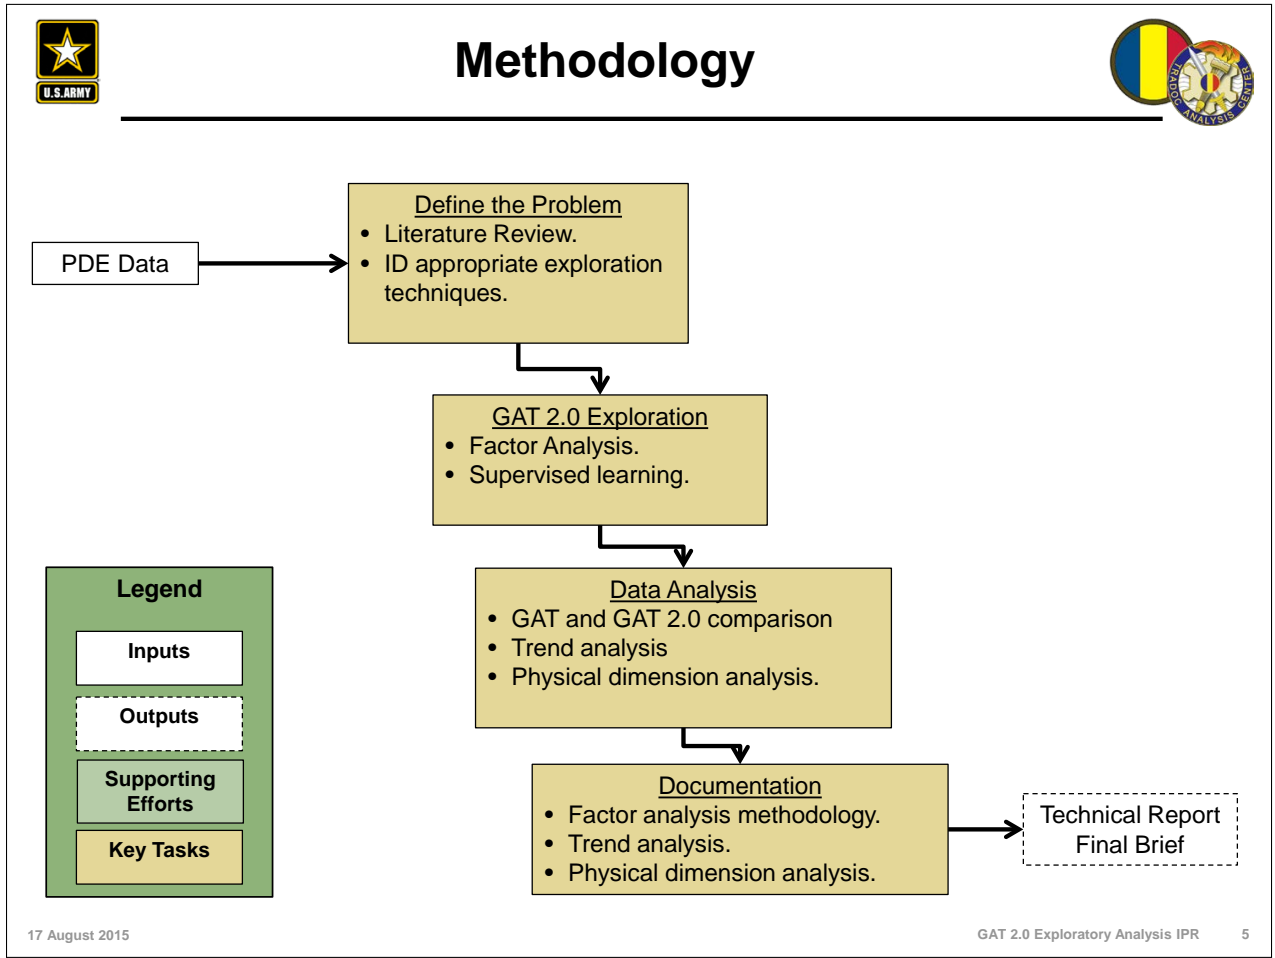 Methodology
U.S.ARMY
TRADOC ANALYSIS CENTER
PDE Data
Define the Problem
• Literature Review.
• ID appropriate exploration
techniques.
GAT 2.0 Exploration
• Factor Analysis.
• Supervised learning.
Data Analysis
• GAT and GAT 2.0 comparison
• Trend analysis
• Physical dimension analysis.
Documentation
• Factor analysis methodology.
• Trend analysis.
• Physical dimension analysis.
Technical Report
Final Brief
Legend
Inputs
Outputs
Supporting
Efforts
Key Tasks
17 August 2015
GAT 2.0 Exploratory Analysis IPR
5